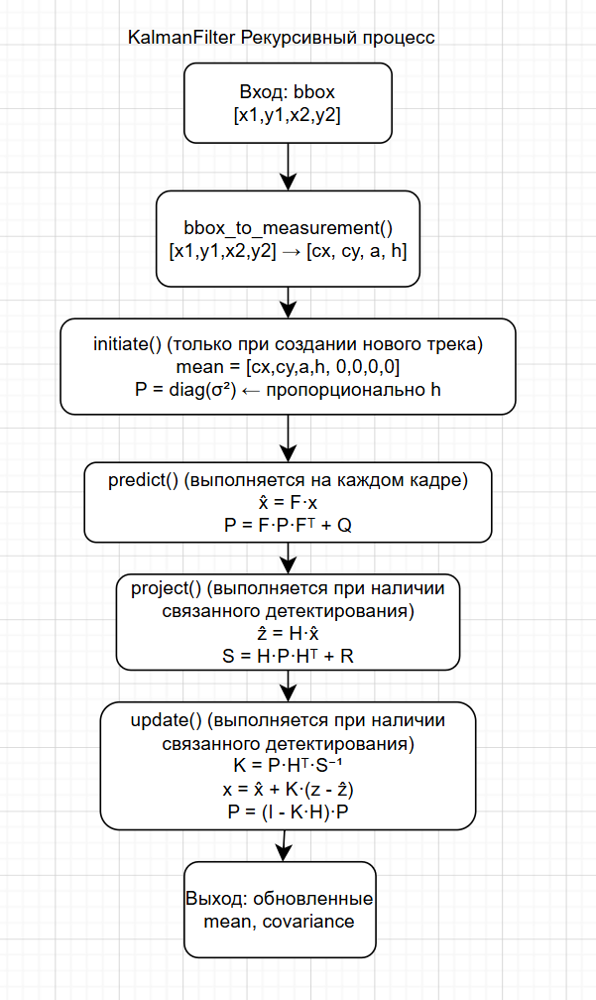 KalmanFilter Рекурсивный процесс
Вход: bbox
[x1,y1,x2,y2]
bbox_to_measurement()
[x1,y1,x2,y2] → [cx, cy, a, h]
initiate() (только при создании нового трека)
mean = [cx,cy,a,h, 0,0,0,0]
P = diag(σ²) ← пропорционально h
predict() (выполняется на каждом кадре)
x̂ = F·x
P = F·P·Fᵀ + Q
project() (выполняется при наличии
связанного детектирования)
ẑ = H·x̂
S = H·P·Hᵀ + R
update() (выполняется при наличии
связанного детектирования)
K = P·Hᵀ·S⁻¹
x = x̂ + K·(z - ẑ)
P = (I - K·H)·P
Выход: обновленные
mean, covariance